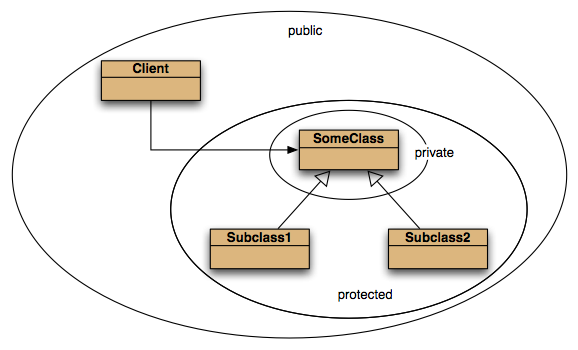 public
Client
SomeClass
private
Subclass1
Subclass2
protected